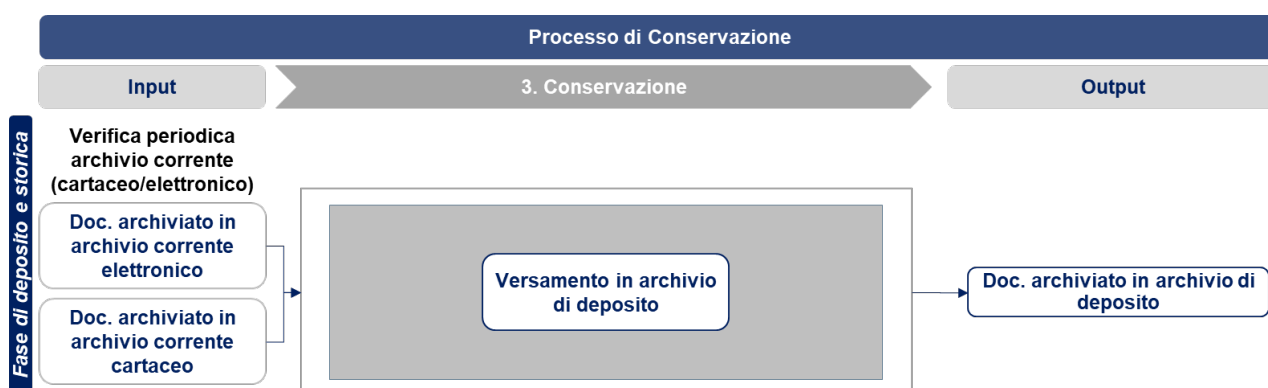 Processo di Conservazione
Input
3. Conservazione
Output
Fase di deposito e storica
Verifica periodica
archivio corrente
(cartaceo/elettronico)
Doc. archiviato in
archivio corrente
elettronico
Doc. archiviato in
archivio corrente
cartaceo
Versamento in archivio
di deposito
Doc. archiviato in archivio di
deposito